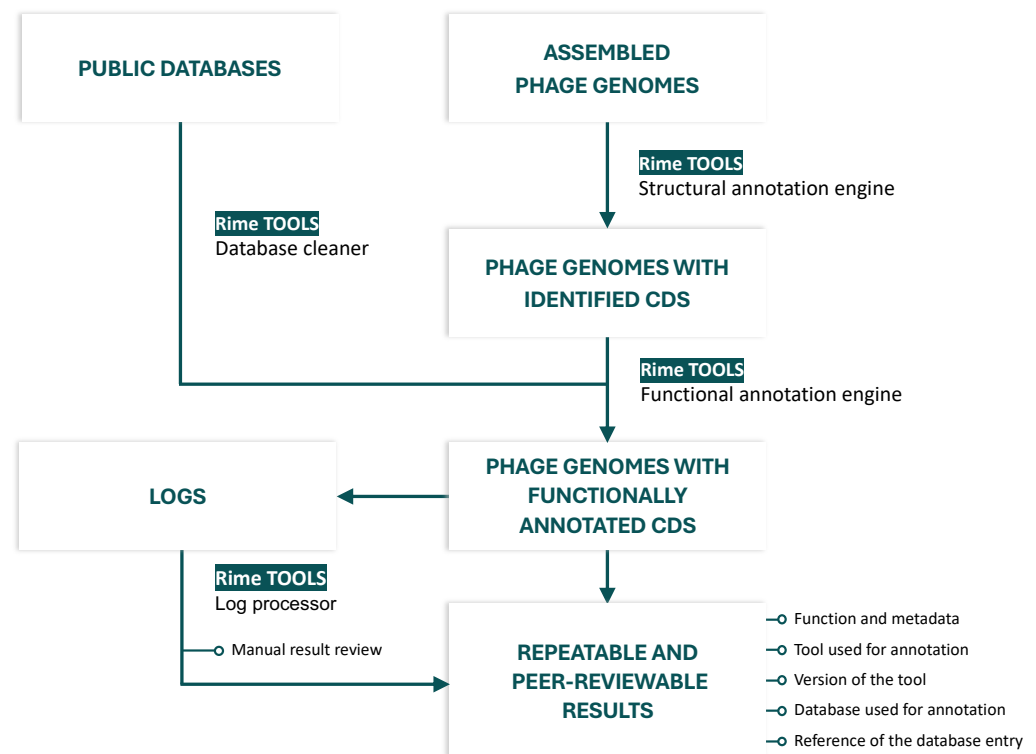 PUBLIC DATABASES
ASSEMBLED
PHAGE GENOMES
Rime TOOLS
Structural annotation engine
Rime TOOLS
Database cleaner
PHAGE GENOMES WITH
IDENTIFIED CDS
Rime TOOLS
Functional annotation engine
LOGS
PHAGE GENOMES WITH
FUNCTIONALLY
ANNOTATED CDS
Rime TOOLS
Log processor
Manual result review
REPEATABLE AND
PEER-REVIEWABLE
RESULTS
Function and metadata
Tool used for annotation
Version of the tool
Database used for annotation
Reference of the database entry